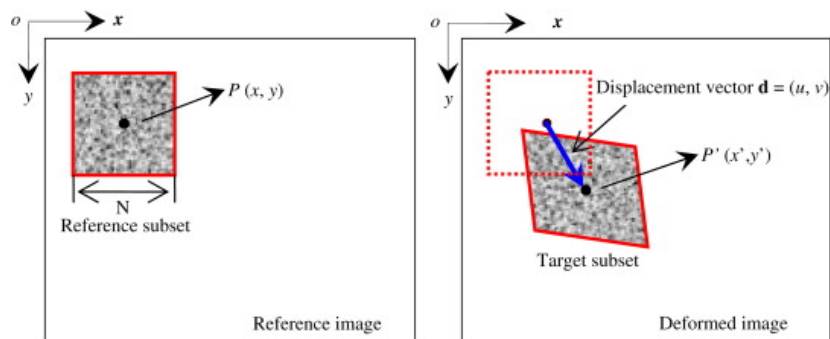 o x
y
P (x, y)
N
Reference subset
Reference image
o x
y
Displacement vector d = (u, v)
P' (x',y')
Target subset
Deformed image